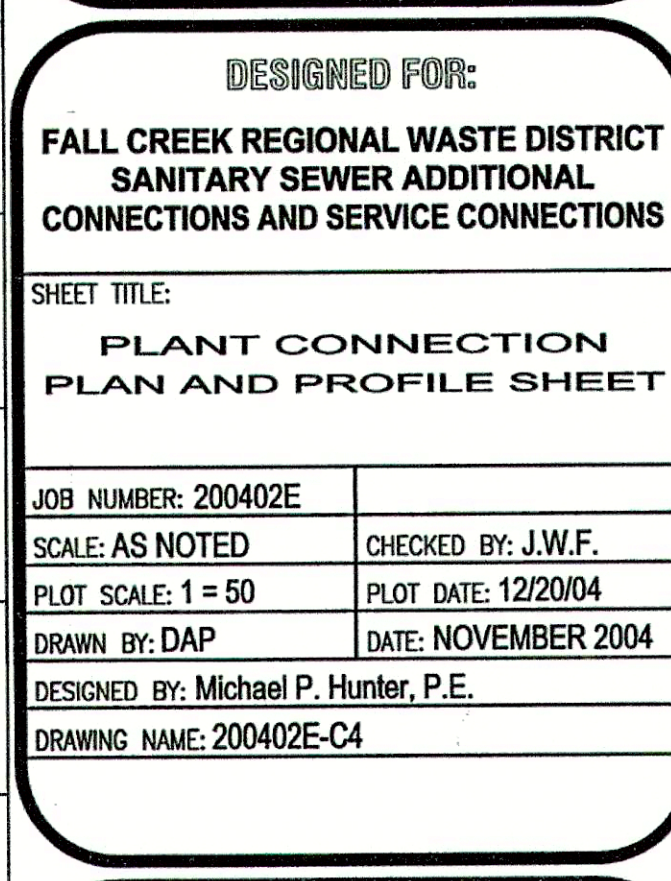 DESIGNED FOR:
FALL CREEK REGIONAL WASTE DISTRICT
SANITARY SEWER ADDITIONAL
CONNECTIONS AND SERVICE CONNECTIONS
SHEET TITLE:
PLANT CONNECTION
PLAN AND PROFILE SHEET
JOB NUMBER: 200402E
SCALE: AS NOTED
CHECKED BY: J.W.F.
PLOT SCALE: 1 = 50
PLOT DATE: 12/20/04
DRAWN BY: DAP
DATE: NOVEMBER 2004
DESIGNED BY: Michael P. Hunter, P.E.
DRAWING NAME: 200402E-C4